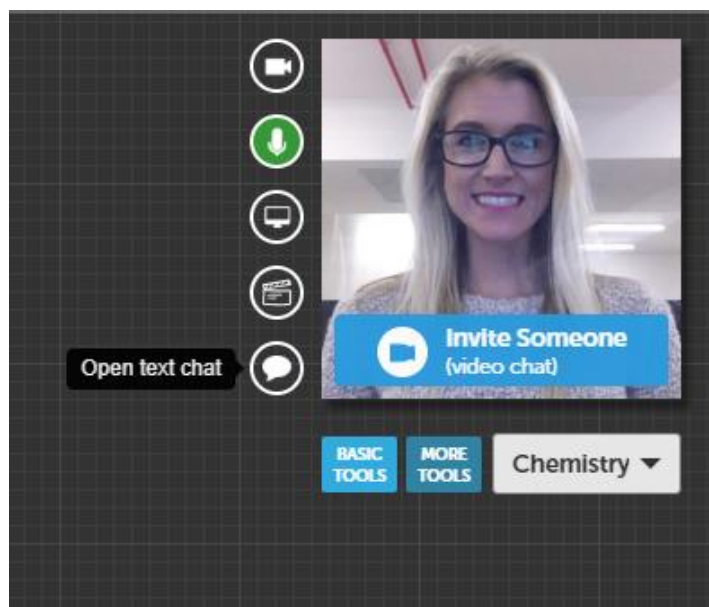 Invite Someone
(video chat)
Open text chat
BASIC
TOOLS
MORE
TOOLS
Chemistry